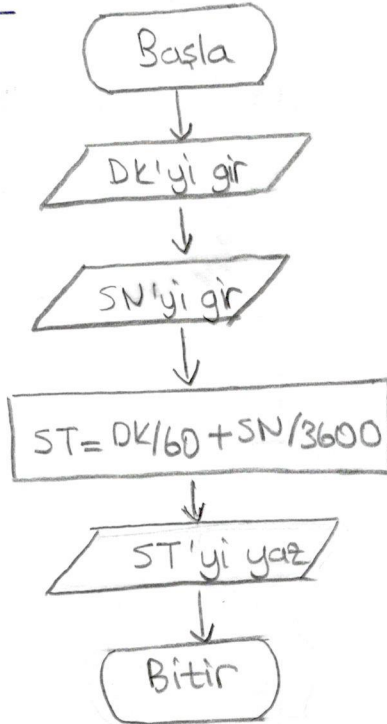 Başla
DK'yi gir
SN'yi gir
ST=DK/60+SN/3600
ST'yi yaz
Bitir